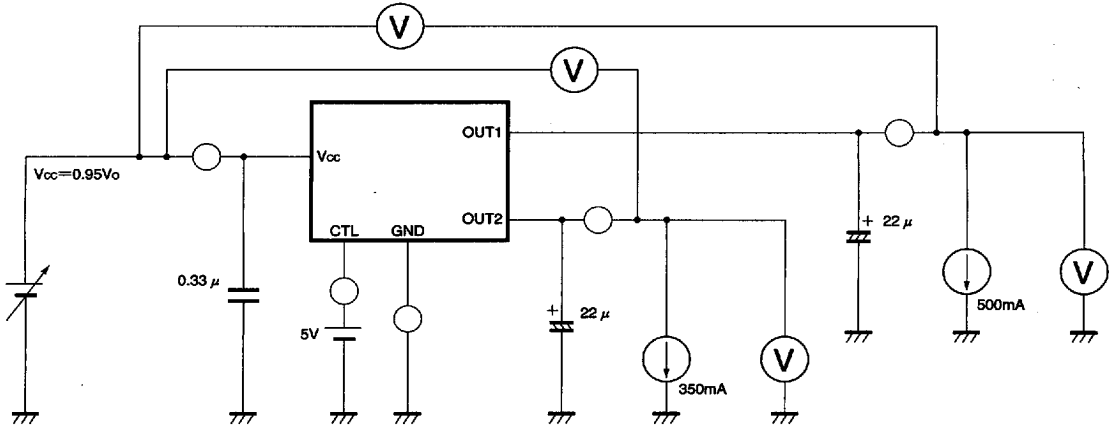 V
V
OUT1
Vcc
Vcc=0.95Vo
OUT2
CTL GND
+ 22 μ
0.33 μ
500mA
V
5V
+ 22 μ
350mA
V